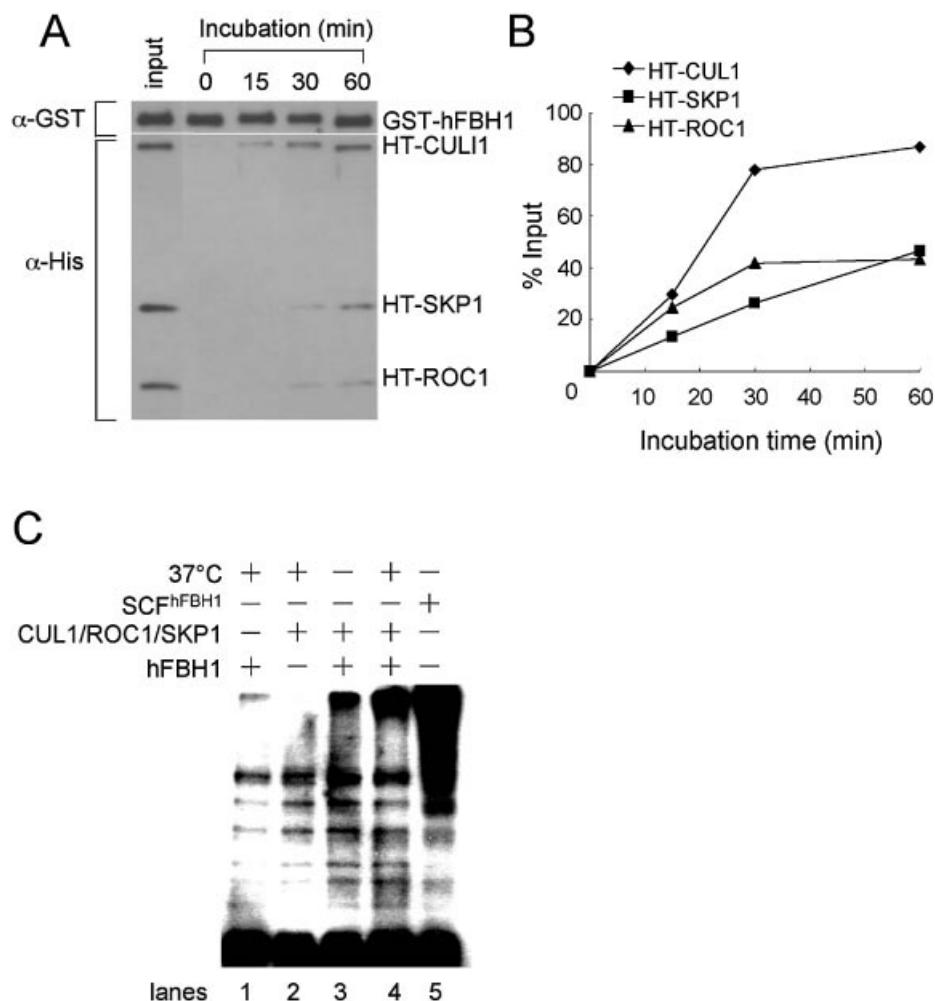 A
input
Incubation (min)
0 15 30 60
α-GST
GST-hFBH1
HT-CULI1
α-His
HT-SKP1
HT-ROC1
B
HT-CUL1
HT-SKP1
HT-ROC1
100
80
60
40
20
0
% Input
10 20 30 40 50 60
Incubation time (min)
C
37°C + + − + −
SCFhFBH1 − − − − +
CUL1/ROC1/SKP1 − + + + −
hFBH1 + − + + −
lanes 1 2 3 4 5